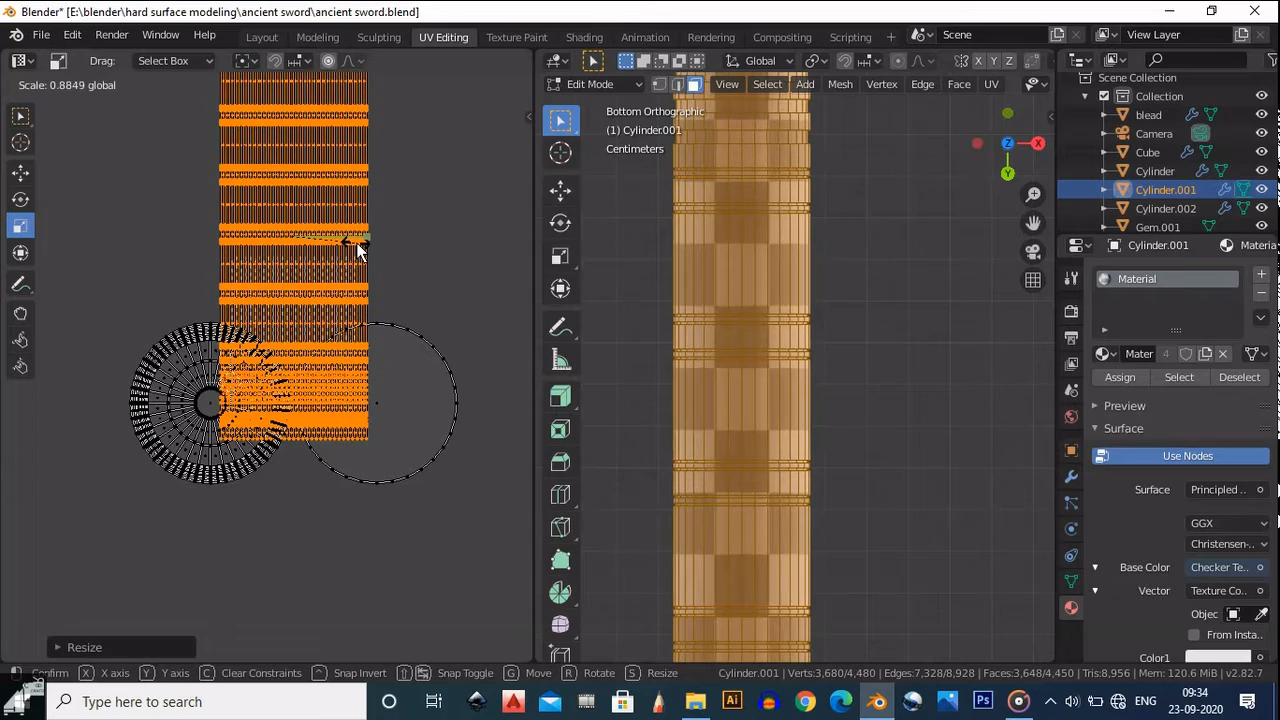 Blender* [E:\blender\hard surface modeling\ancient sword\ancient sword.blend]
File Edit Render Window Help Layout Modeling Sculpting UV Editing Texture Paint Shading Animation Rendering Compositing Scripting Scene View Layer
Drag: Select Box Global X Y Z
Scale: 0.8849 global
Edit Mode View Select Add Mesh Vertex Edge Face UV
Bottom Orthographic
(1) Cylinder.001
Centimeters
Z X Y
Scene Collection
Collection
blead
Camera
Cube
Cylinder
Cylinder.001
Cylinder.002
Gem.001
Cylinder.001 Materia
Material
Mater 4
Assign Select Deselect
Preview
Surface
Use Nodes
Surface Principled ..
GGX
Christensen-..
Base Color Checker Te..
Vector Texture Co..
Objec
From Insta..
Color1
Resize
X axis Y Y axis Z Z axis C Clear Constraints Snap Invert Snap Toggle G Move R Rotate S Resize Cylinder.001 | Verts:3,680/4,480 | Edges:7,328/8,928 | Faces:3,648/4,450 | Tris:8,956 | Mem: 120.6 MiB | v2.82.7
Type here to search Ai Ps ENG 09:34
23-09-2020